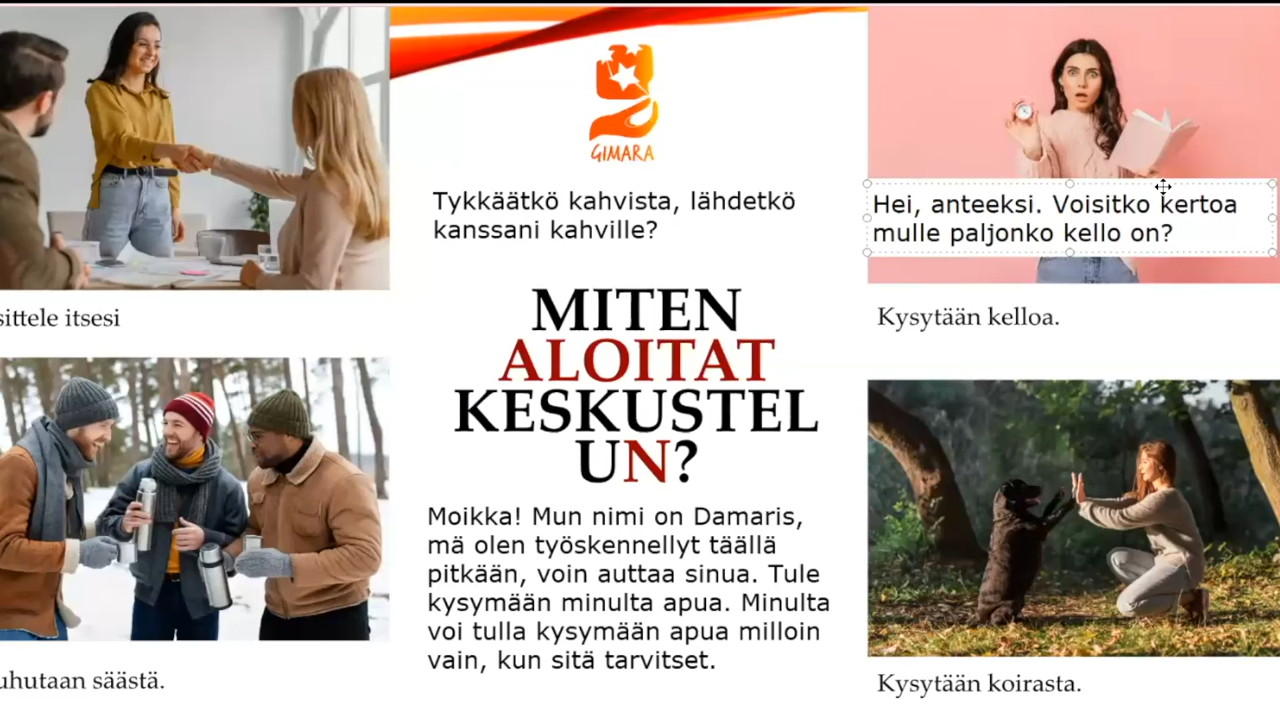 GIMARA
Tykkäätkö kahvista, lähdetkö
kanssani kahville?
Hei, anteeksi. Voisitko kertoa
mulle paljonko kello on?
sittele itsesi
MITEN
ALOITAT
KESKUSTEL
UN?
Kysytään kelloa.
Moikka! Mun nimi on Damaris,
mä olen työskennellyt täällä
pitkään, voin auttaa sinua. Tule
kysymään minulta apua. Minulta
voi tulla kysymään apua milloin
vain, kun sitä tarvitset.
uhutaan säästä.
Kysytään koirasta.